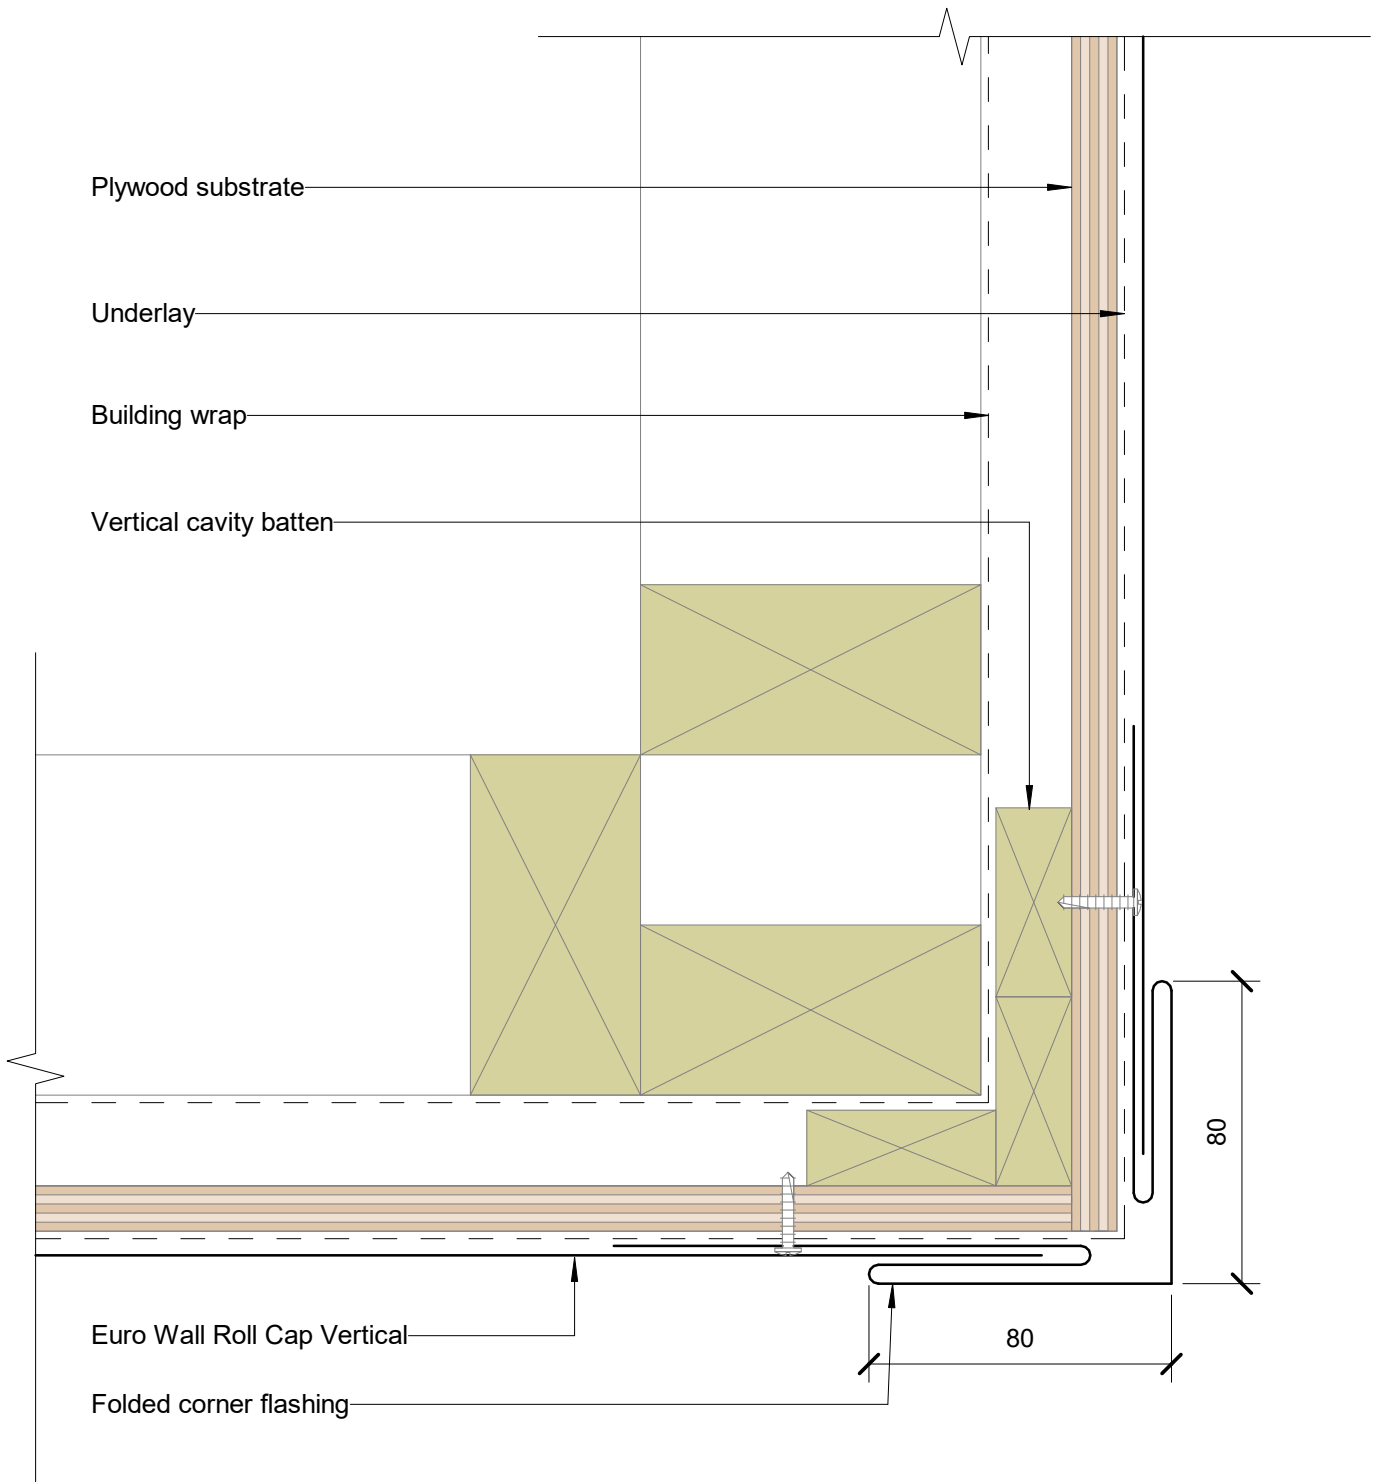 Plywood substrate
Underlay
Building wrap
Vertical cavity batten
80
Euro Wall Roll Cap Vertical
80
Folded corner flashing